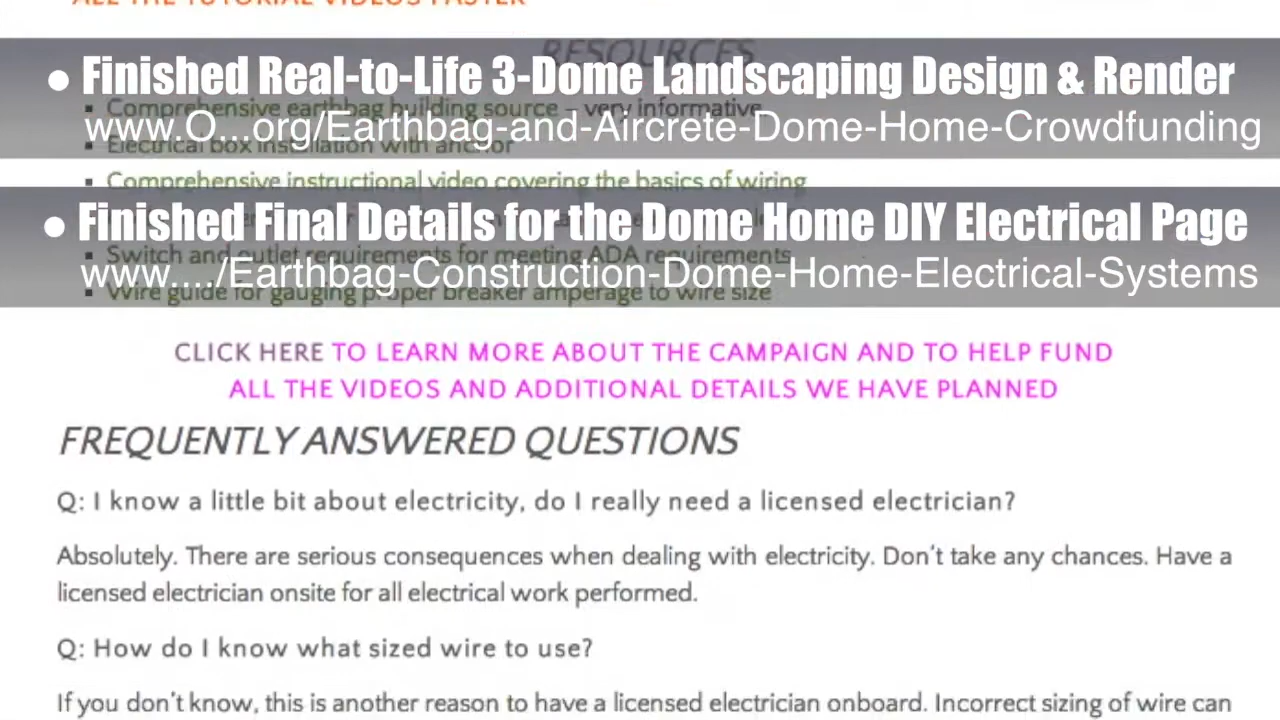 ALL THE TUTORIAL VIDEOS FASTER
RESOURCES
• Finished Real-to-Life 3-Dome Landscaping Design & Render
▪ Comprehensive earthbag building source – very informative
www.O...org/Earthbag-and-Aircrete-Dome-Home-Crowdfunding
▪ Electrical box installation with anchor
▪ Comprehensive instructional video covering the basics of wiring
• Finished Final Details for the Dome Home DIY Electrical Page
▪ Switch and outlet requirements for meeting ADA requirements
www..../Earthbag-Construction-Dome-Home-Electrical-Systems
▪ Wire guide for gauging proper breaker amperage to wire size
CLICK HERE TO LEARN MORE ABOUT THE CAMPAIGN AND TO HELP FUND
ALL THE VIDEOS AND ADDITIONAL DETAILS WE HAVE PLANNED
FREQUENTLY ANSWERED QUESTIONS
Q: I know a little bit about electricity, do I really need a licensed electrician?
Absolutely. There are serious consequences when dealing with electricity. Don't take any chances. Have a
licensed electrician onsite for all electrical work performed.
Q: How do I know what sized wire to use?
If you don't know, this is another reason to have a licensed electrician onboard. Incorrect sizing of wire can